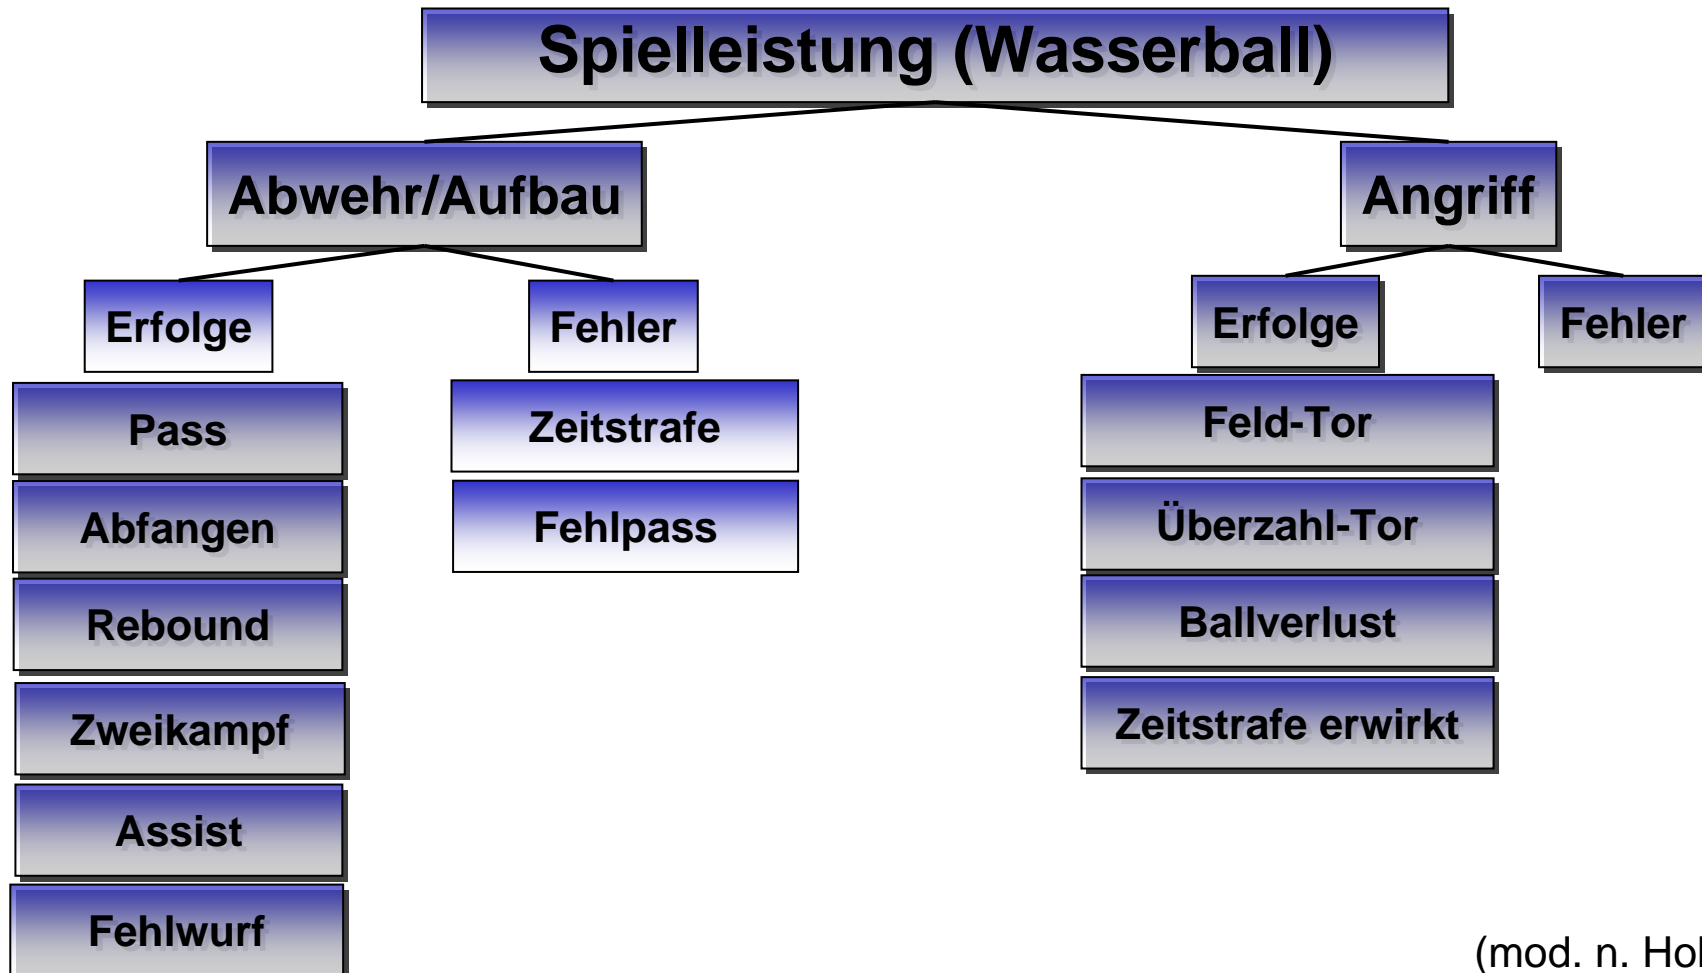 Spielleistung (Wasserball)
Abwehr/Aufbau
Angriff
Erfolge
Fehler
Erfolge
Fehler
Pass
Abfangen
Rebound
Zweikampf
Assist
Fehlwurf
Zeitstrafe
Fehlpass
Feld-Tor
Überzahl-Tor
Ballverlust
Zeitstrafe erwirkt
(mod. n.